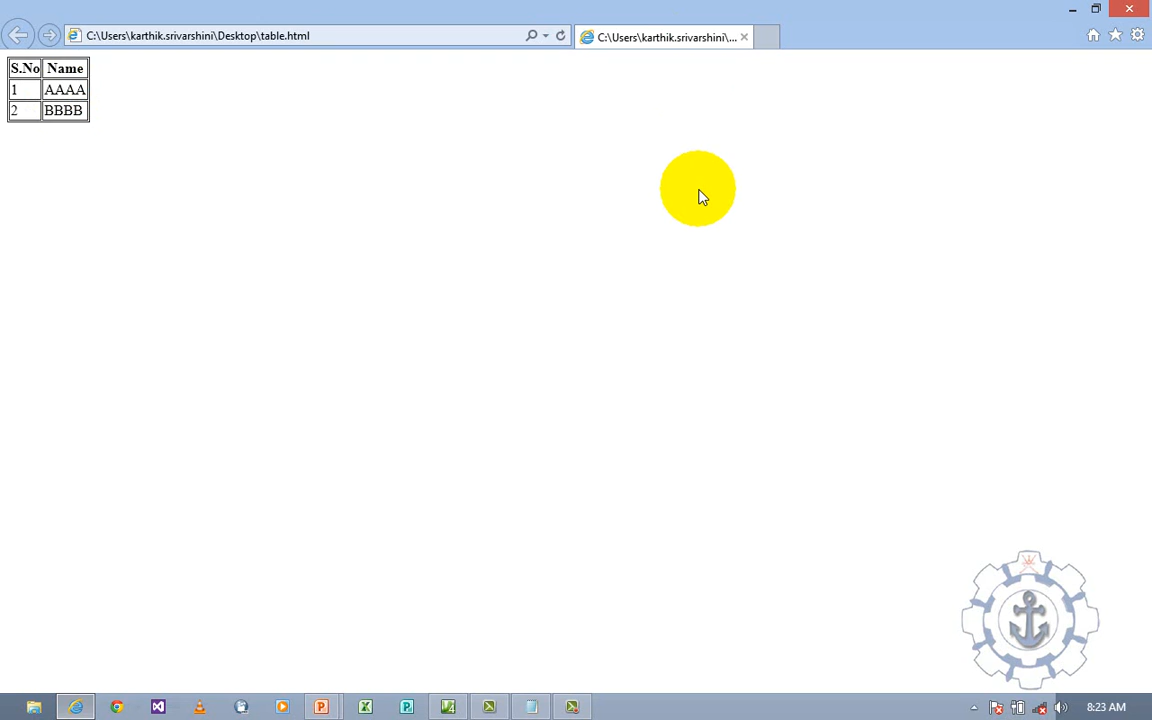 C:\Users\karthik.srivarshini\Desktop\table.html
C:\Users\karthik.srivarshini\...
S.No Name
1 AAAA
2 BBBB
8:23 AM